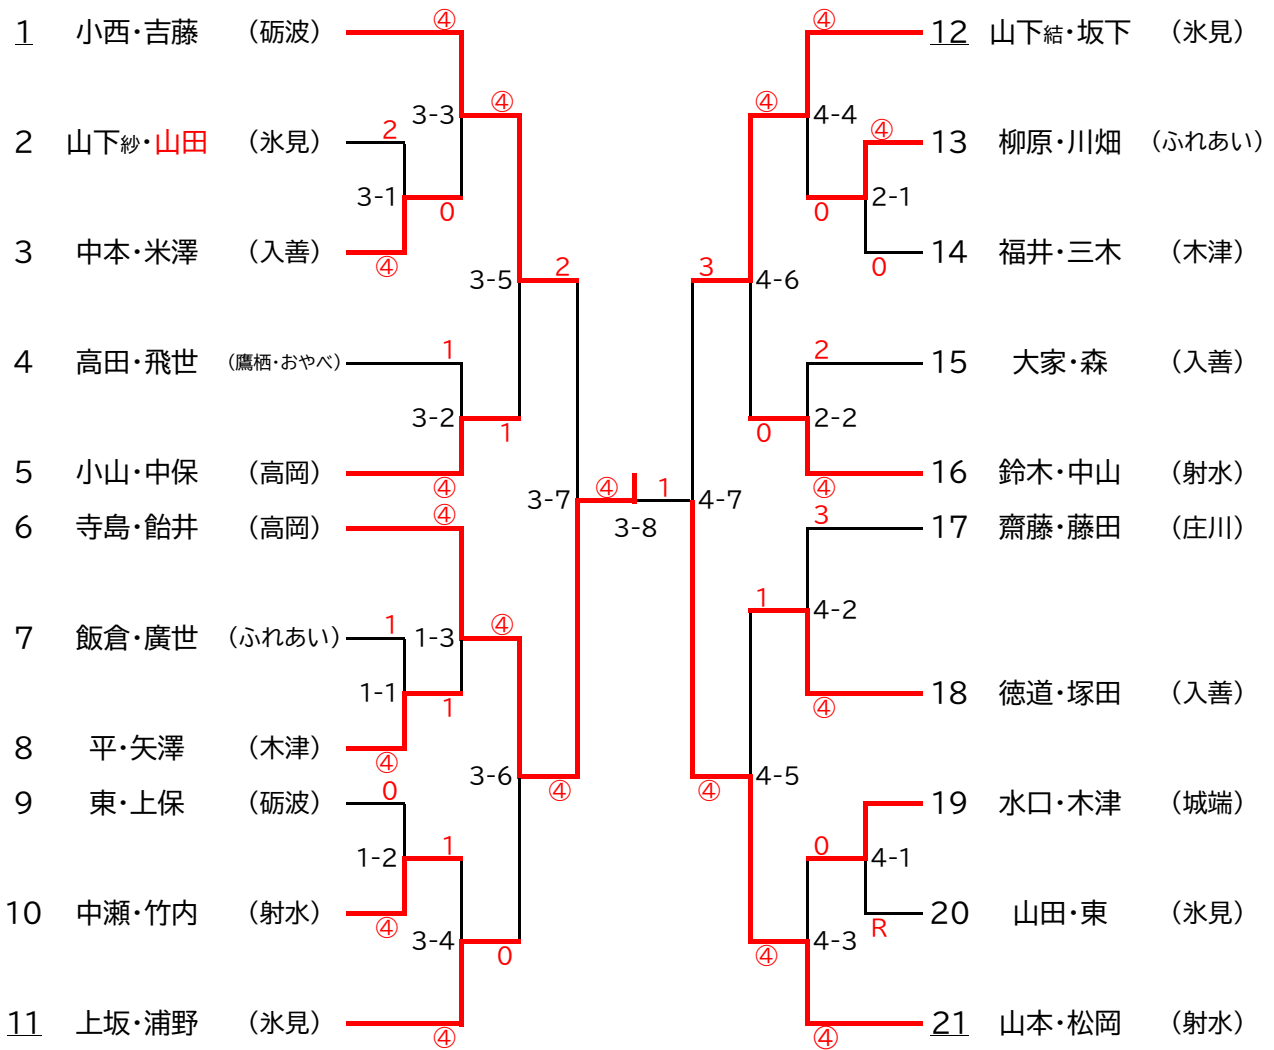 ④ ④
1 小西・吉藤 （砺波） 12 山下結・坂下 （氷見）
④ ④
3-3 4-4
2 山下紗・山田 （氷見） 2 ④ 13 柳原・川畑 （ふれあい）
3-1 2-1
0 0
3 中本・米澤 （入善） 14 福井・三木 （木津）
④ 0
2 3
3-5 4-6
1 2
4 高田・飛世 （鷹栖・おやべ） 15 大家・森 （入善）
3-2 2-2
1 0
5 小山・中保 （高岡） 16 鈴木・中山 （射水）
④ ④ 1 ④
3-7 4-7
④ 3
6 寺島・飴井 （高岡） 3-8 17 齋藤・藤田 （庄川）
1 4-2
④ 1
7 飯倉・廣世 （ふれあい） 1 1-3
1-1 18 徳道・塚田 （入善）
1 ④
8 平・矢澤 （木津）
④
3-6 4-5
0 ④ ④
9 東・上保 （砺波） 19 水口・木津 （城端）
1 0
1-2 4-1
10 中瀬・竹内 （射水） 20 山田・東 （氷見）
④ R
3-4 4-3
0 ④
11 上坂・浦野 （氷見） 21 山本・松岡 （射水）
④ ④